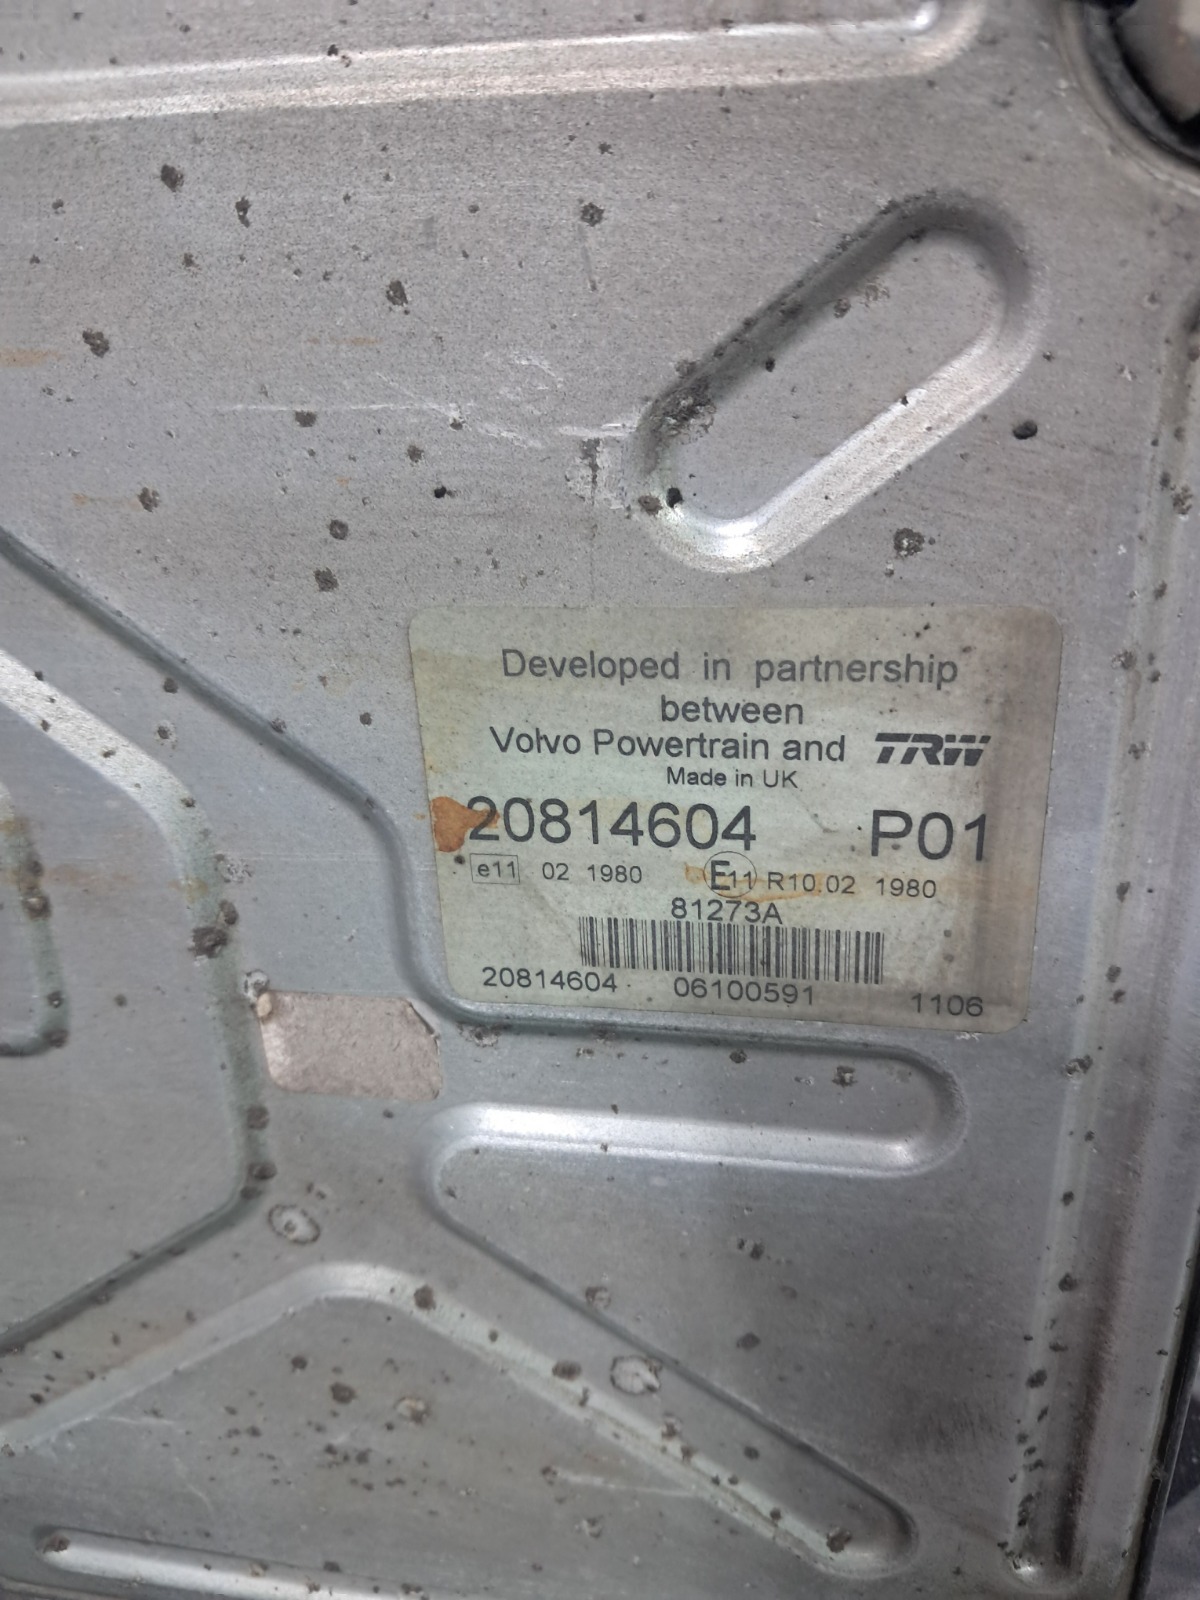 Developed in partnership
between
Volvo Powertrain and TRW
Made in UK
20814604 P01
e11 02 1980 E11 R10.02 1980
81273A
20814604 06100591 1106